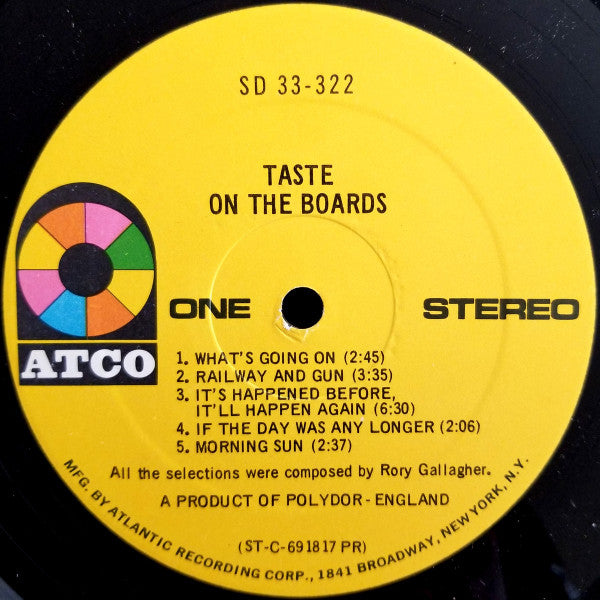 SD 33-322
TASTE
ON THE BOARDS
ATCO
ONE
STEREO
1. WHAT'S GOING ON (2:45)
2. RAILWAY AND GUN (3:35)
3. IT'S HAPPENED BEFORE,
IT'LL HAPPEN AGAIN (6:30)
4. IF THE DAY WAS ANY LONGER (2:06)
5. MORNING SUN (2:37)
All the selections were composed by Rory Gallagher.
A PRODUCT OF POLYDOR - ENGLAND
(ST-C-691817 PR)
MFG. BY ATLANTIC RECORDING CORP., 1841 BROADWAY, NEW YORK, N.Y.